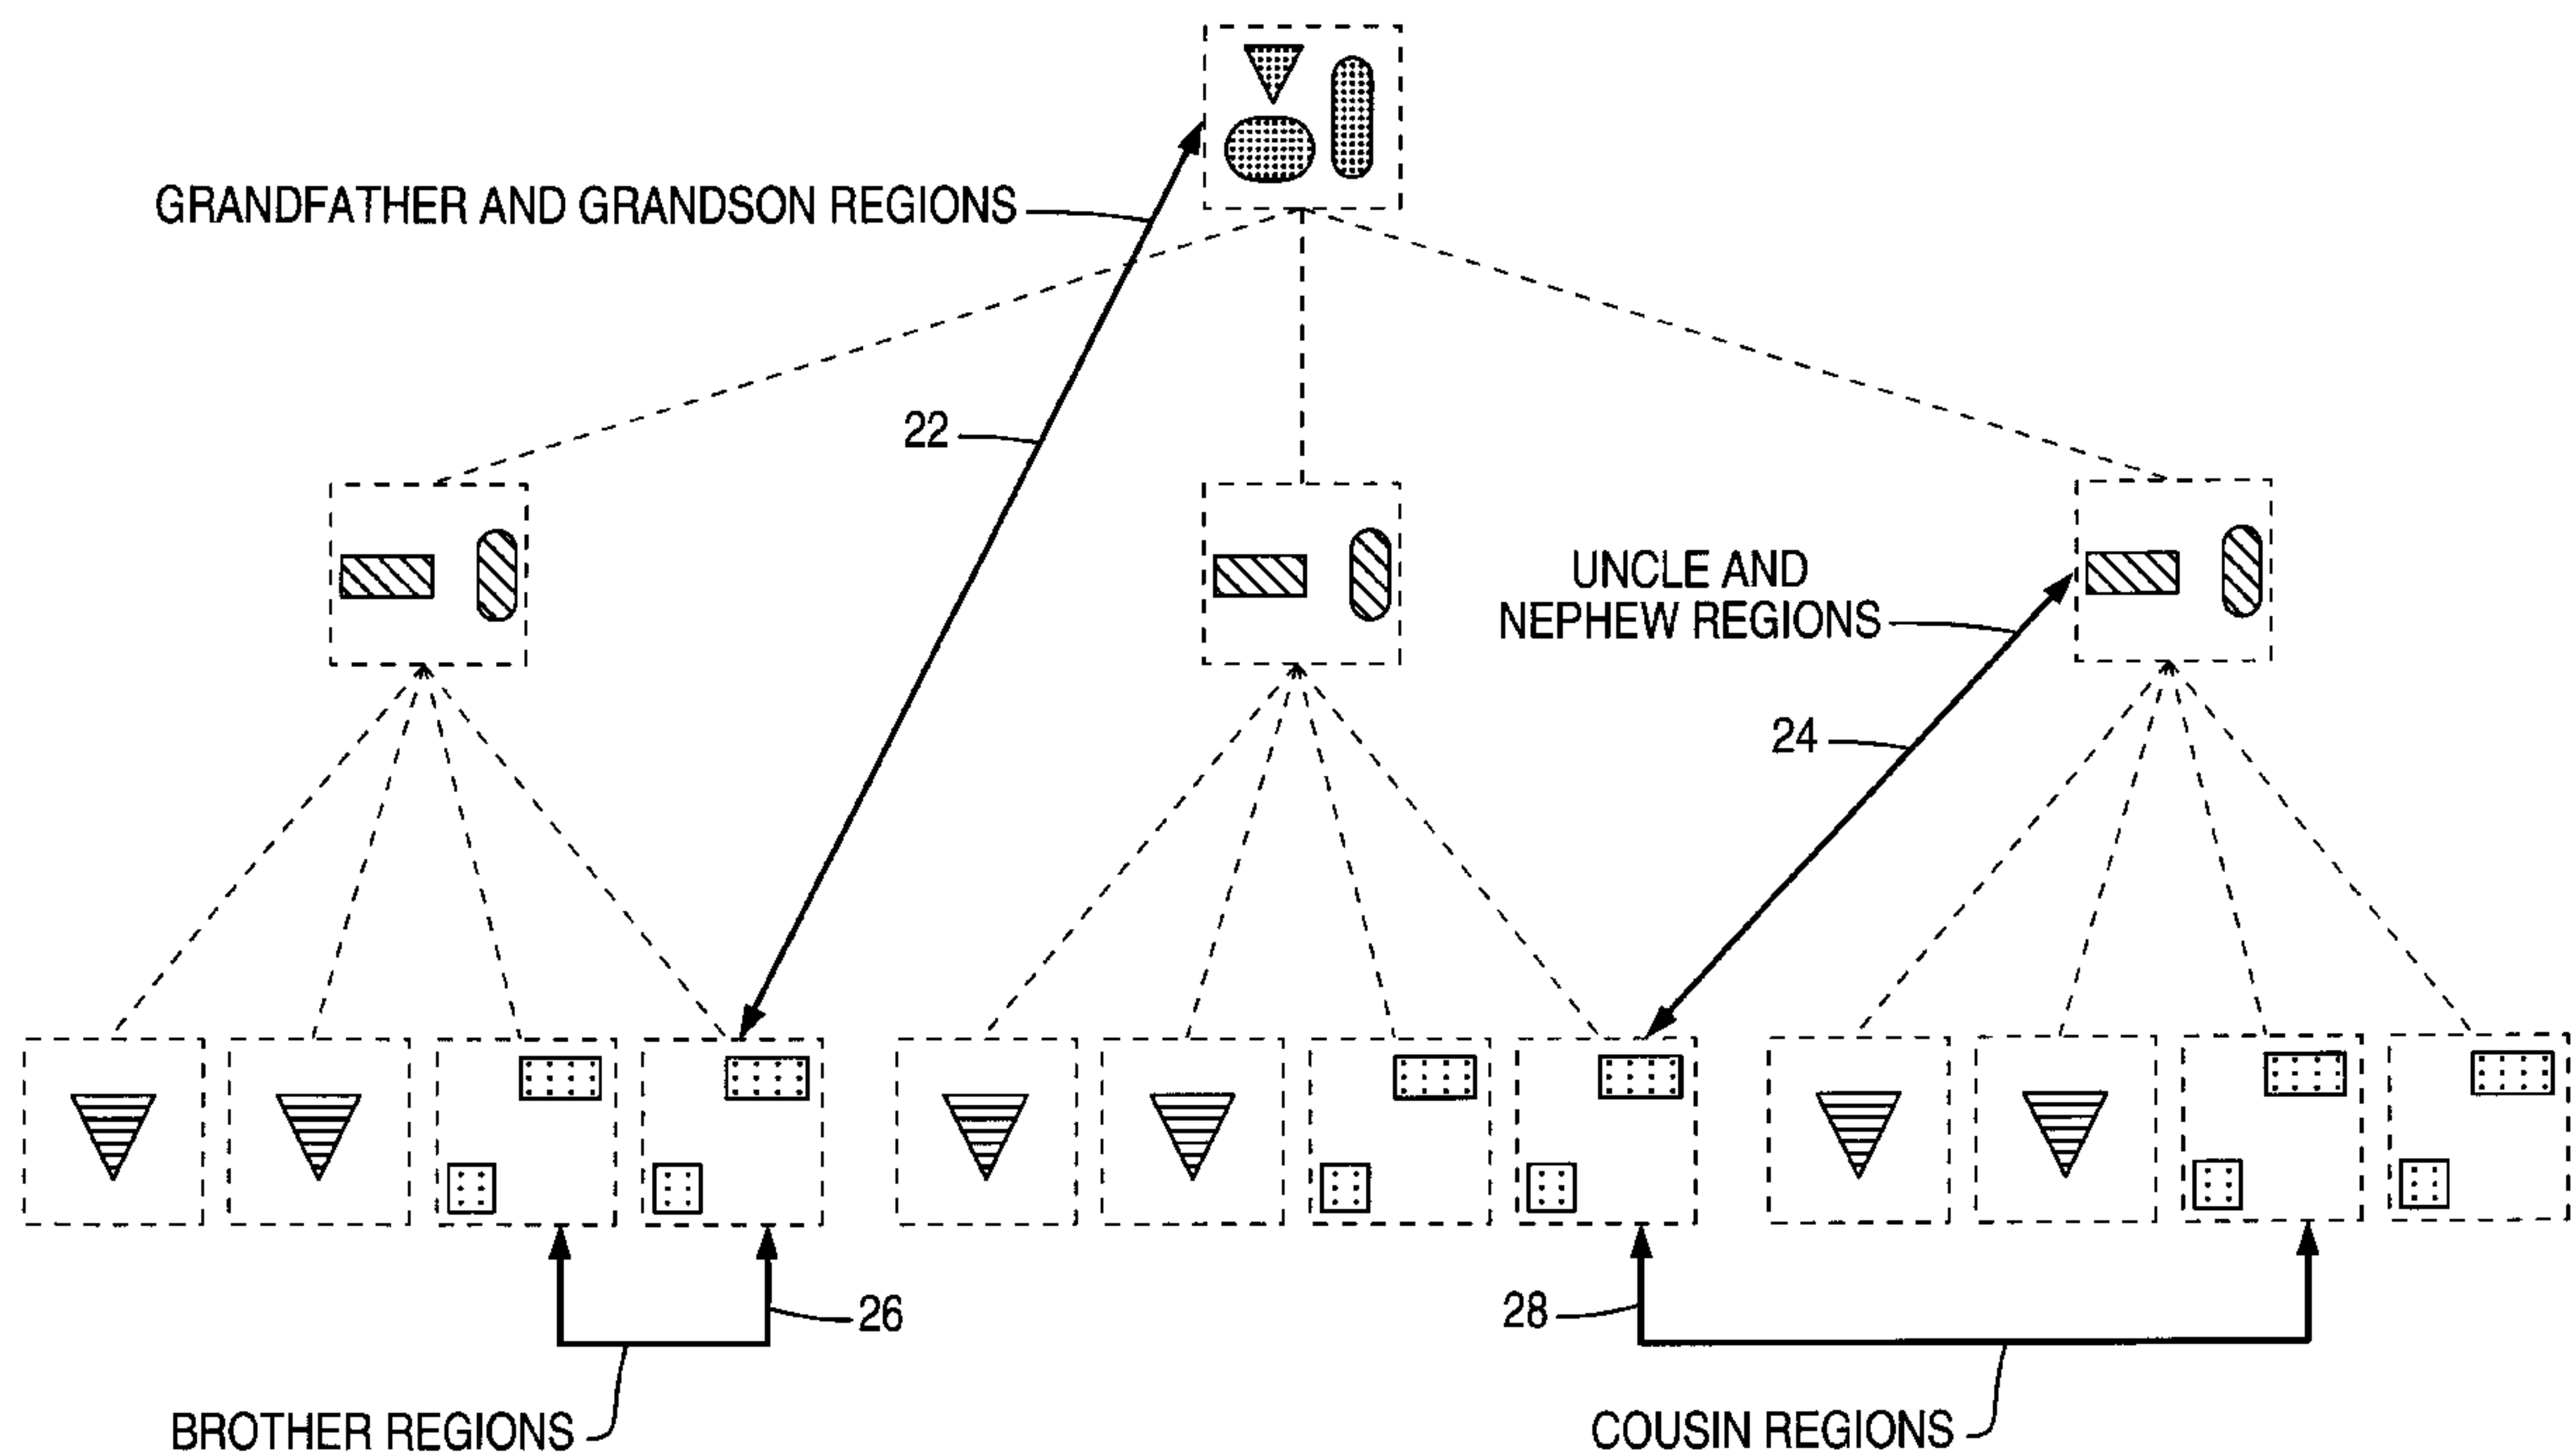 GRANDFATHER AND GRANDSON REGIONS
22
UNCLE AND
NEPHEW REGIONS
24
26
28
BROTHER REGIONS
COUSIN REGIONS